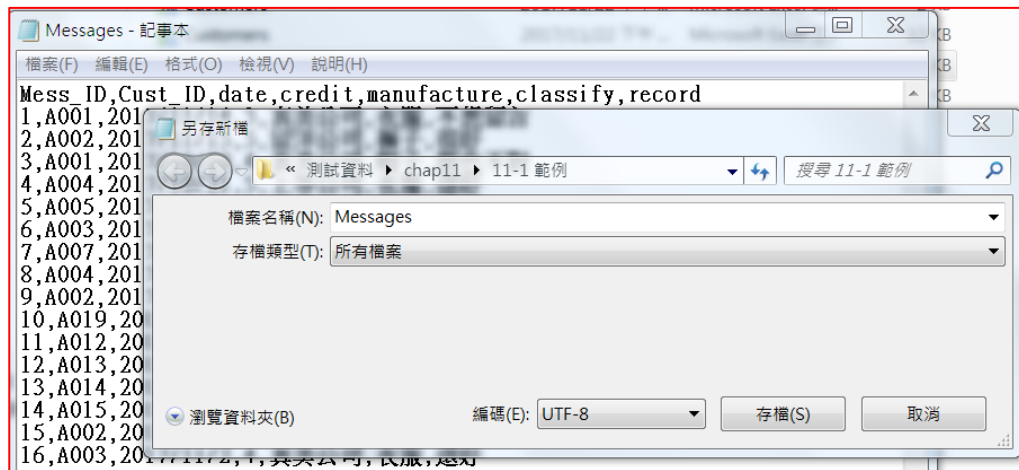 Messages - 記事本
檔案(F) 編輯(E) 格式(O) 檢視(V) 說明(H)
Mess_ID,Cust_ID,date,credit,manufacture,classify,record
1,A001,201
2,A002,201
3,A001,201
4,A004,201
5,A005,201
6,A003,201
7,A007,201
8,A004,201
9,A002,201
10,A019,20
11,A012,20
12,A013,20
13,A014,20
14,A015,20
15,A002,20
16,A003,201
KB
KB
KB
另存新檔
« 測試資料 ▸ chap11 ▸ 11-1 範例
搜尋 11-1 範例
檔案名稱(N): Messages
存檔類型(T): 所有檔案
瀏覽資料夾(B) 編碼(E): UTF-8 存檔(S) 取消